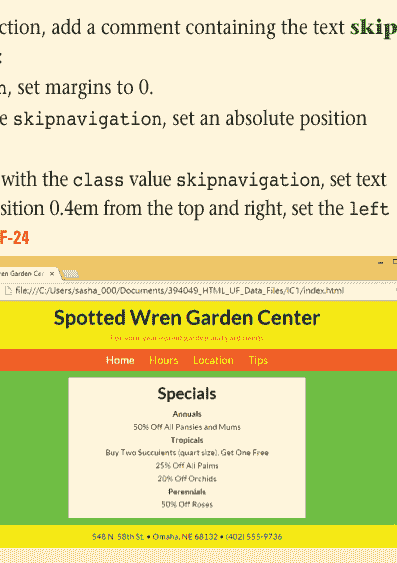 ction, add a comment containing the text skip
:
n, set margins to 0.
e skipnavigation, set an absolute position
with the class value skipnavigation, set text
sition 0.4em from the top and right, set the left
F-24
en Garden Cer ×
file:///C:/Users/sasha_000/Documents/394049_HTML_UF_Data_Files/IC1/index.html
Spotted Wren Garden Center
Home Hours Location Tips
Specials
Annuals
50% Off All Pansies and Mums
Tropicals
Buy Two Succulents (quart size), Get One Free
25% Off All Palms
20% Off Orchids
Perennials
50% Off Roses
548 N. 58th St. • Omaha, NE 68132 • (402) 555-9736